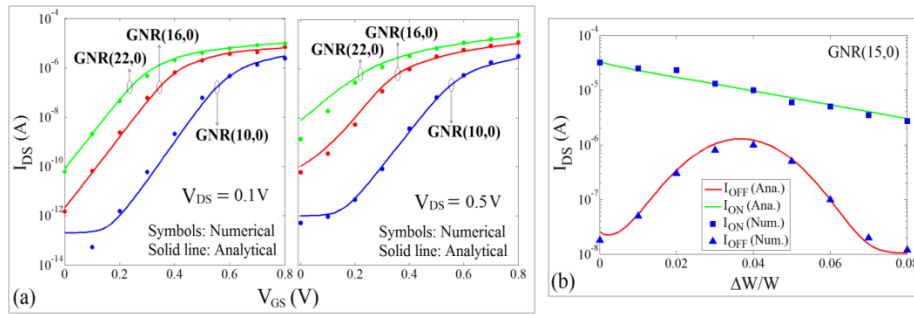 (a)
I_DS (A)
10^-4
10^-6
10^-8
10^-10
10^-12
10^-14
GNR(16,0)
GNR(22,0)
GNR(10,0)
V_DS = 0.1V
Symbols: Numerical
Solid line: Analytical
0 0.2 0.4 0.6 0.8
GNR(16,0)
GNR(22,0)
GNR(10,0)
V_DS = 0.5V
Symbols: Numerical
Solid line: Analytical
0 0.2 0.4 0.6 0.8
V_GS (V)
(b)
I_DS (A)
10^-4
10^-5
10^-6
10^-7
10^-8
GNR(15,0)
I_OFF (Ana.)
I_ON (Ana.)
I_ON (Num.)
I_OFF (Num.)
0 0.02 0.04 0.06 0.08
ΔW/W